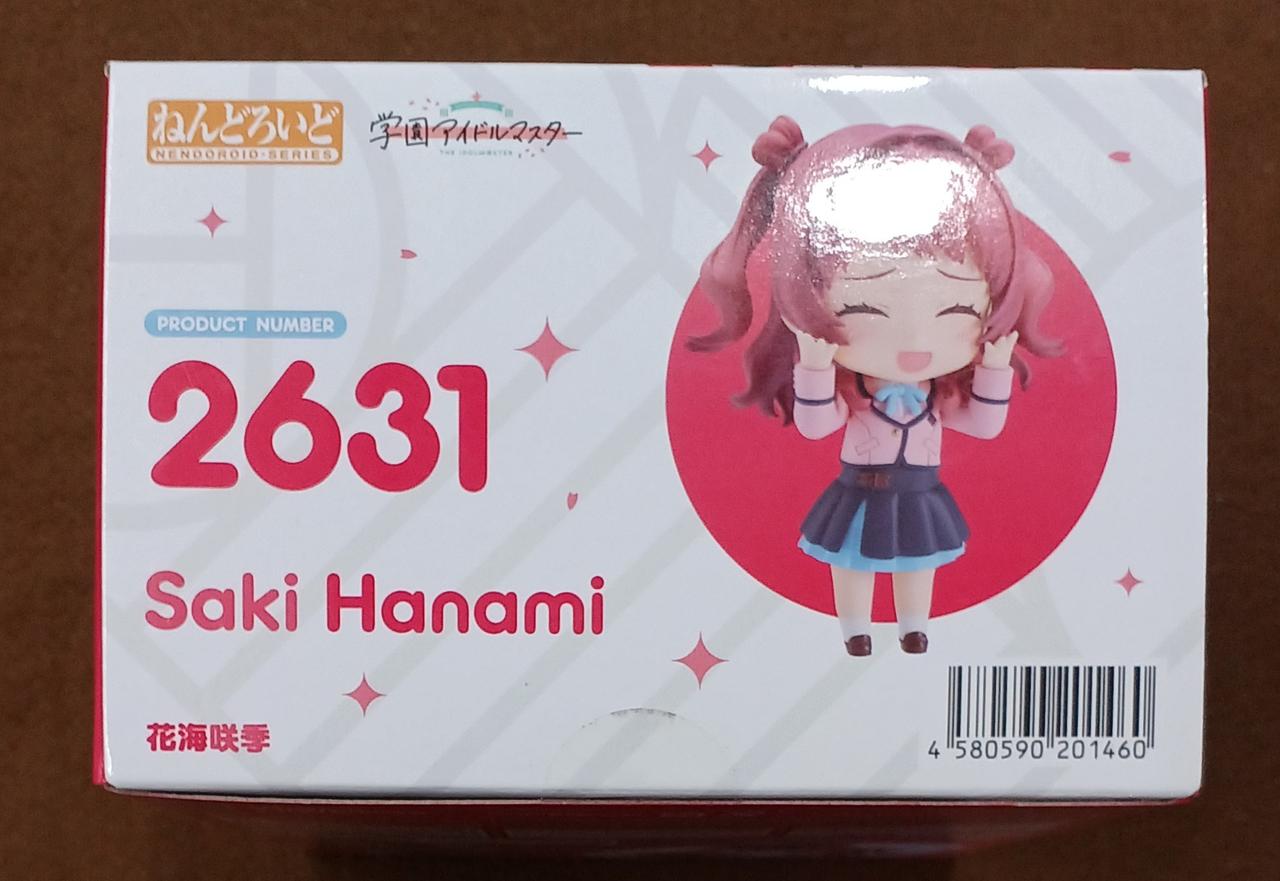 ねんどろいど
NENDOROID·SERIES
学園アイドルマスター
THE IDOLM@STER
PRODUCT NUMBER
2631
Saki Hanami
花海咲季
4 580590 201460